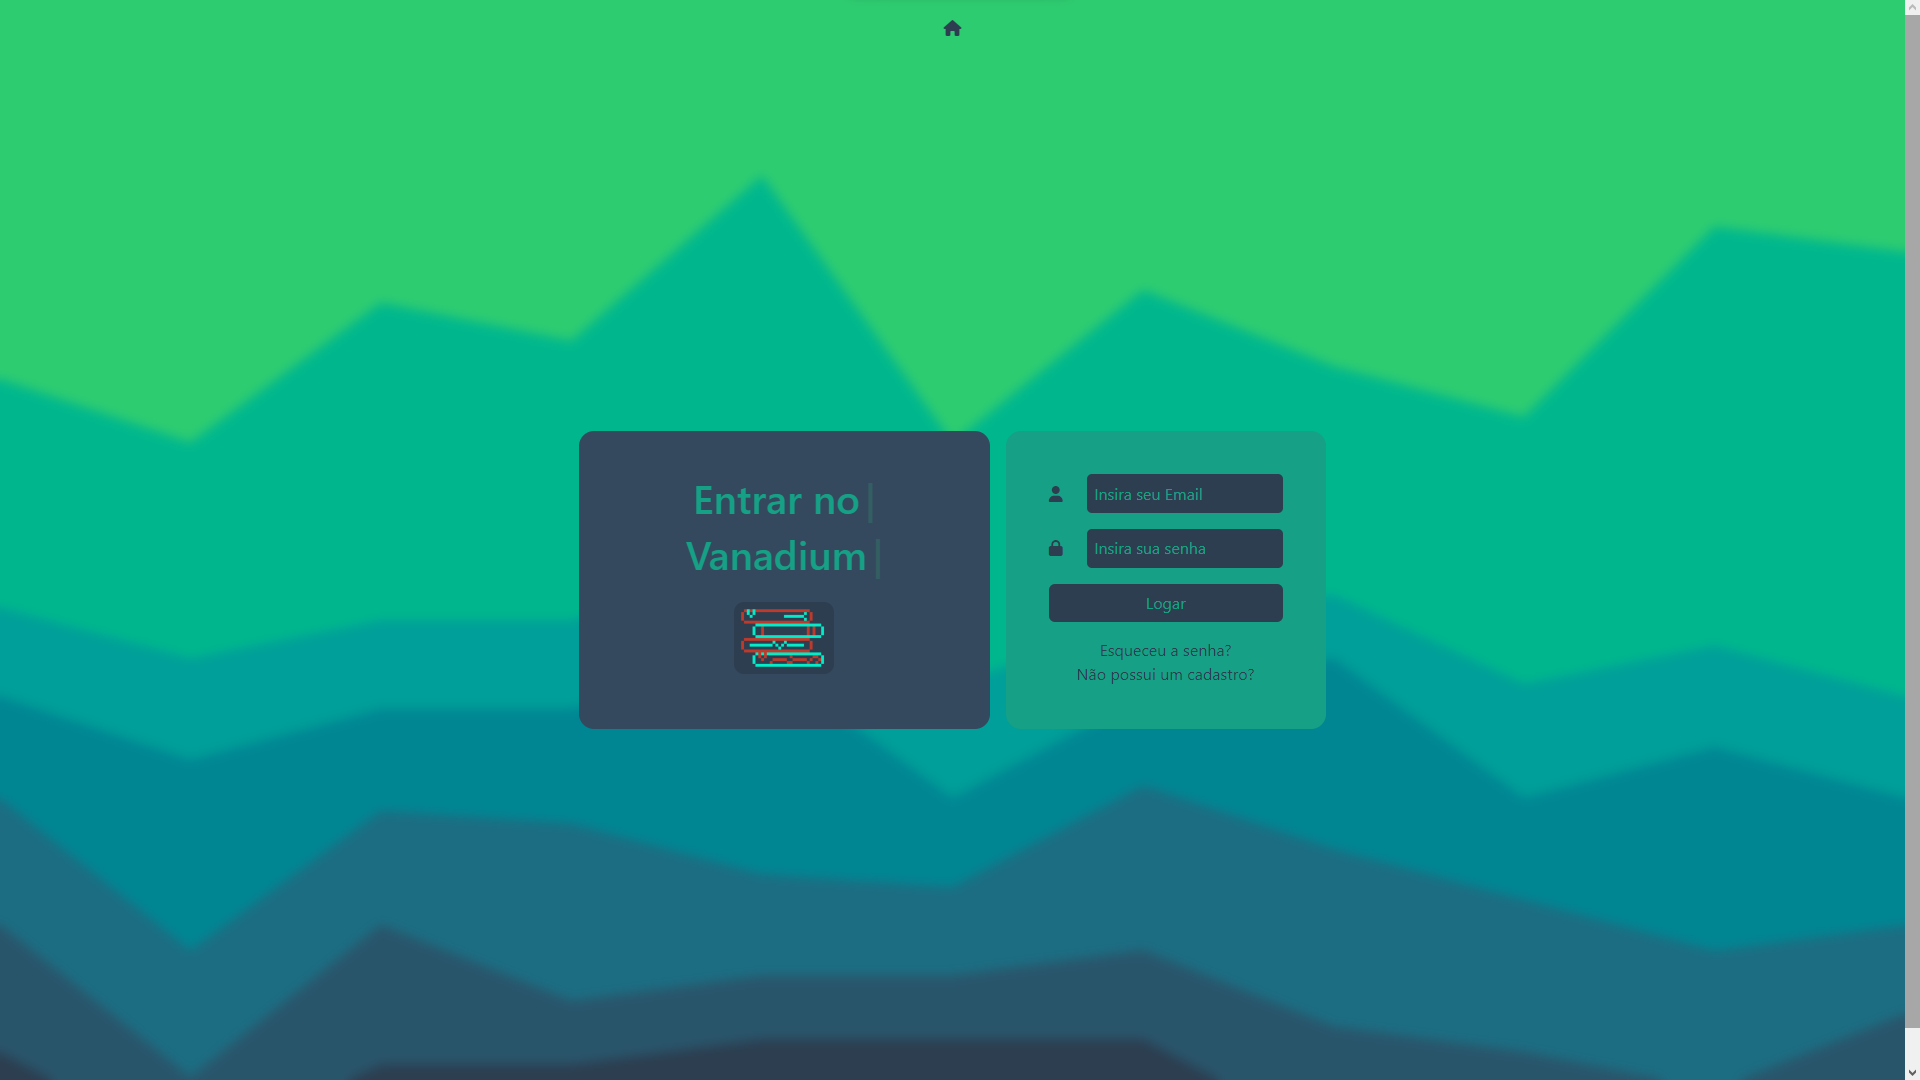 Entrar no
Vanadium
Insira seu Email
Insira sua senha
Logar
Esqueceu a senha?
Não possui um cadastro?